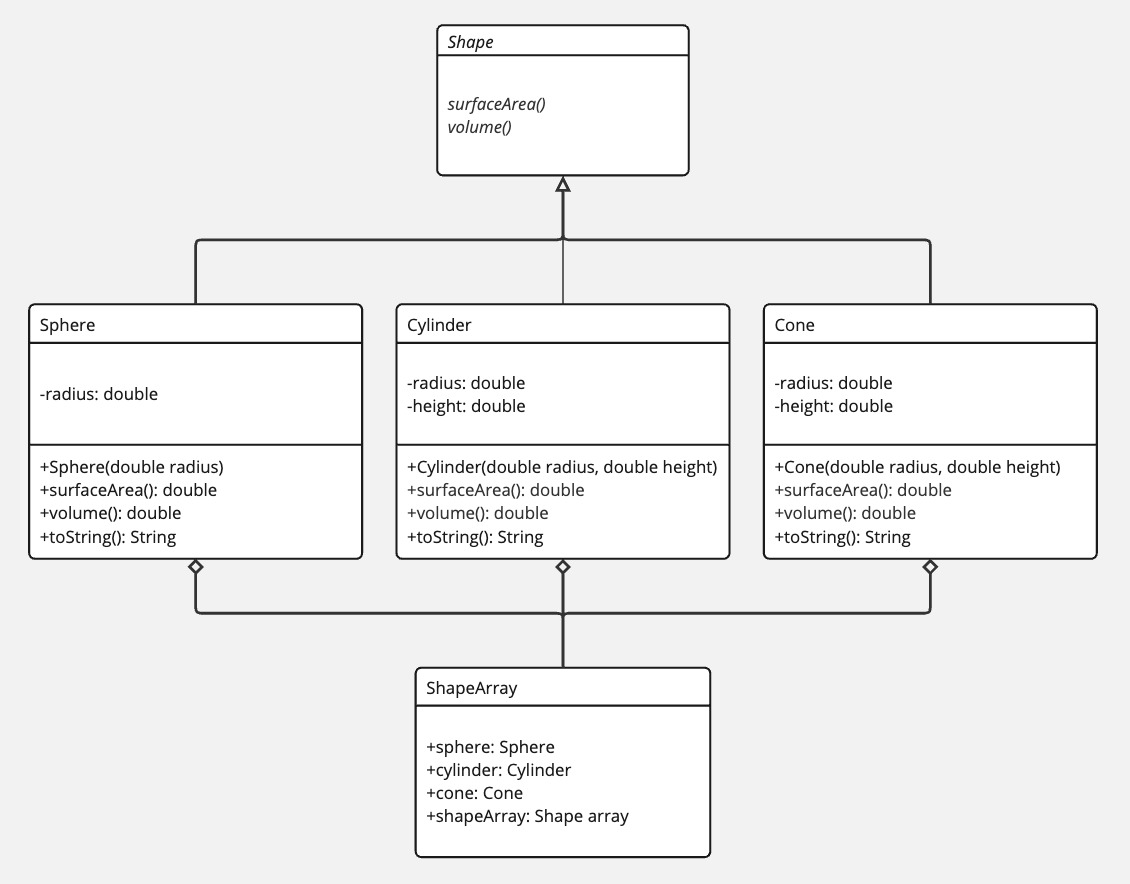 Shape
surfaceArea()
volume()
Sphere
-radius: double
+Sphere(double radius)
+surfaceArea(): double
+volume(): double
+toString(): String
Cylinder
-radius: double
-height: double
+Cylinder(double radius, double height)
+surfaceArea(): double
+volume(): double
+toString(): String
Cone
-radius: double
-height: double
+Cone(double radius, double height)
+surfaceArea(): double
+volume(): double
+toString(): String
ShapeArray
+sphere: Sphere
+cylinder: Cylinder
+cone: Cone
+shapeArray: Shape array